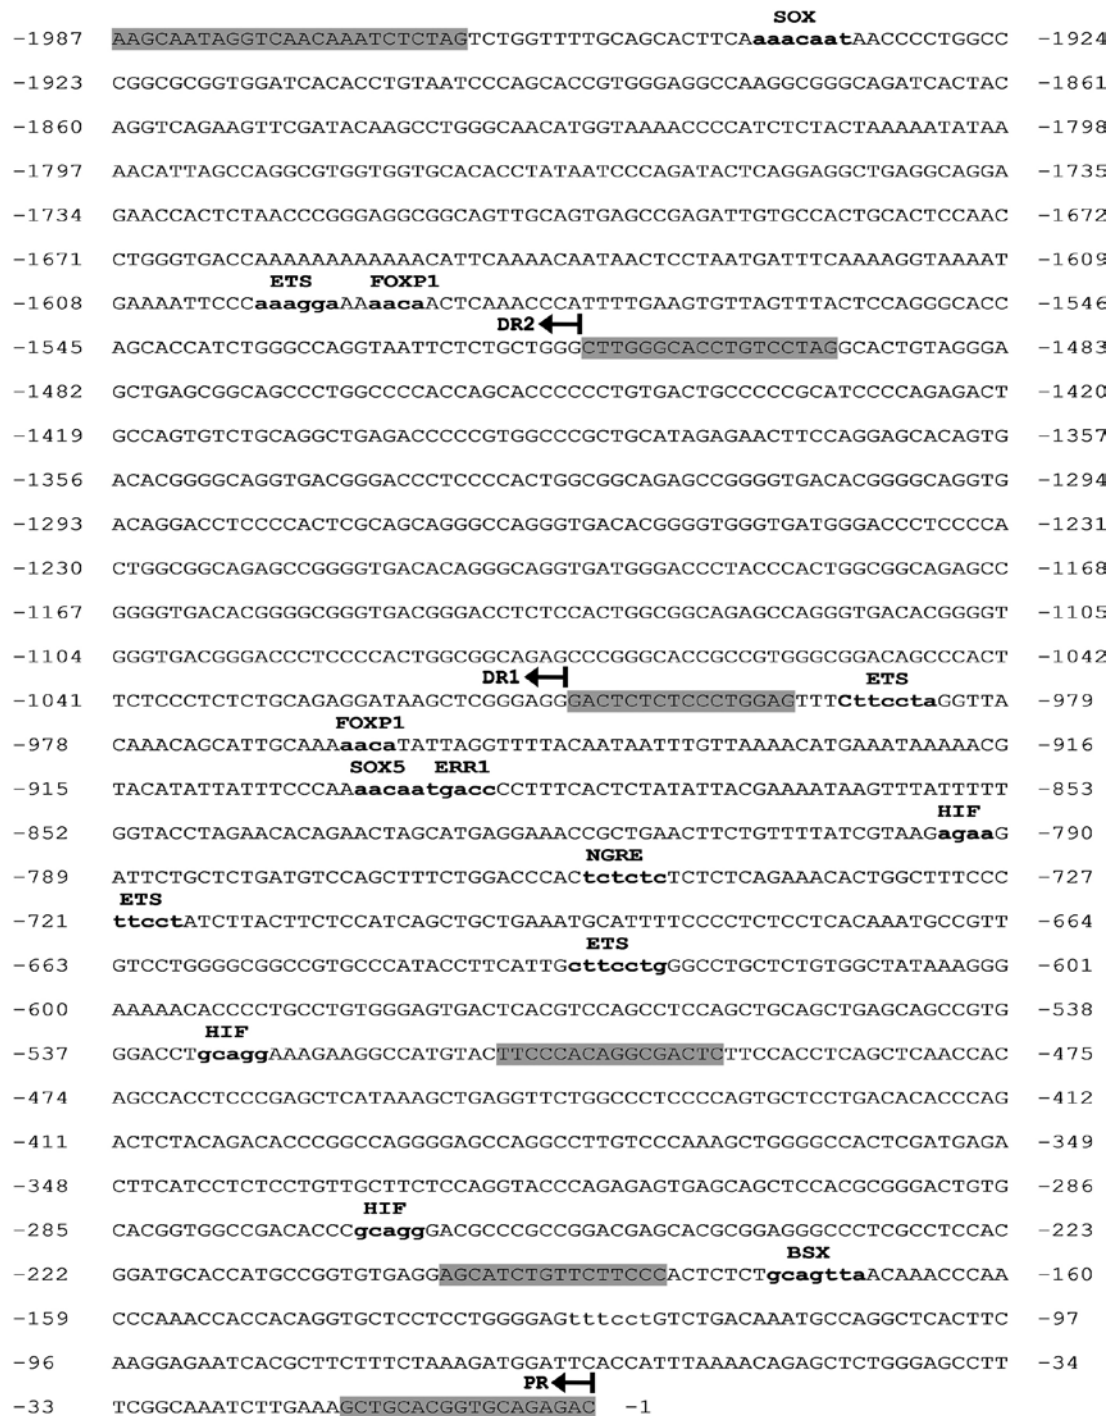 SOX
-1987 AAGCAATAGGTCAACAAATCTCTAGTCTGGTTTTGCAGCACTTCAaaacaatAACCCCTGGCC -1924
-1923 CGGCGCGGTGGATCACACCTGTAATCCCAGCACCGTGGGAGGCCAAGGCGGGCAGATCACTAC -1861
-1860 AGGTCAGAAGTTCGATACAAGCCTGGGCAACATGGTAAAACCCCATCTCTACTAAAAATATAA -1798
-1797 AACATTAGCCAGGCGTGGTGGTGCACACCTATAATCCCAGATACTCAGGAGGCTGAGGCAGGA -1735
-1734 GAACCACTCTAACCCGGGAGGCGGCAGTTGCAGTGAGCCGAGATTGTGCCACTGCACTCCAAC -1672
-1671 CTGGGTGACCAAAAAAAAAAAAACATTCAAAACAATAACTCCTAATGATTTCAAAAGGTAAAAT -1609
ETS FOXP1
-1608 GAAAATTCCCaaaggaAAaacaACTCAAACCCATTTTGAAGTGTTAGTTTACTCCAGGGCACC -1546
DR2
-1545 AGCACCATCTGGGCCAGGTAATTCTCTGCTGGGCTTGGGCACCTGTCCTAGGCACTGTAGGGA -1483
-1482 GCTGAGCGGCAGCCCTGGCCCCACCAGCACCCCCCTGTGACTGCCCCCGCATCCCCAGAGACT -1420
-1419 GCCAGTGTCTGCAGGCTGAGACCCCCGTGGCCCGCTGCATAGAGAACTTCCAGGAGCACAGTG -1357
-1356 ACACGGGGCAGGTGACGGGACCCTCCCCACTGGCGGCAGAGCCGGGGTGACACGGGGCAGGTG -1294
-1293 ACAGGACCTCCCCACTCGCAGCAGGGCCAGGGTGACACGGGGTGGGTGATGGGACCCTCCCCA -1231
-1230 CTGGCGGCAGAGCCGGGGTGACACAGGGCAGGTGATGGGACCCTACCCACTGGCGGCAGAGCC -1168
-1167 GGGGTGACACGGGGCGGGTGACGGGACCTCTCCACTGGCGGCAGAGCCAGGGTGACACGGGGT -1105
-1104 GGGTGACGGGACCCTCCCCACTGGCGGCAGAGCCCGGGCACCGCCGTGGGCGGACAGCCCACT -1042
DR1 ETS
-1041 TCTCCCTCTCTGCAGAGGATAAGCTCGGGAGGGACTCTCTCCCTGGAGTTTCttcctaGGTTA -979
FOXP1
-978 CAAACAGCATTGCAAAaacaTATTAGGTTTTACAATAATTTGTTAAAACATGAAATAAAAACG -916
SOX5 ERR1
-915 TACATATTATTTCCCAAaacaatgaccCCTTTCACTCTATATTACGAAAATAAGTTTATTTTT -853
HIF
-852 GGTACCTAGAACACAGAACTAGCATGAGGAAACCGCTGAACTTCTGTTTTATCGTAAGagaaG -790
NGRE
-789 ATTCTGCTCTGATGTCCAGCTTTCTGGACCCACtctctcTCTCTCAGAAACACTGGCTTTCCC -727
ETS
-721 ttcctATCTTACTTCTCCATCAGCTGCTGAAATGCATTTTCCCCTCTCCTCACAAATGCCGTT -664
ETS
-663 GTCCTGGGGCGGCCGTGCCCATACCTTCATTGcttcctgGGCCTGCTCTGTGGCTATAAAGGG -601
-600 AAAAACACCCCTGCCTGTGGGAGTGACTCACGTCCAGCCTCCAGCTGCAGCTGAGCAGCCGTG -538
HIF
-537 GGACCTgcaggAAAGAAGGCCATGTACTTCCCACAGGCGACTCTTCCACCTCAGCTCAACCAC -475
-474 AGCCACCTCCCGAGCTCATAAAGCTGAGGTTCTGGCCCTCCCCAGTGCTCCTGACACACCCAG -412
-411 ACTCTACAGACACCCGGCCAGGGGAGCCAGGCCTTGTCCCAAAGCTGGGGCCACTCGATGAGA -349
-348 CTTCATCCTCTCCTGTTGCTTCTCCAGGTACCCAGAGAGTGAGCAGCTCCACGCGGGACTGTG -286
HIF
-285 CACGGTGGCCGACACCCgcaggGACGCCCGCCGGACGAGCACGCGGAGGGCCCTCGCCTCCAC -223
BSX
-222 GGATGCACCATGCCGGTGTGAGGAGCATCTGTTCTTCCCACTCTCTgcagttaACAAACCCAA -160
-159 CCCAAACCACCACAGGTGCTCCTCCTGGGGAGtttcctGTCTGACAAATGCCAGGCTCACTTC -97
-96 AAGGAGAATCACGCTTCTTTCTAAAGATGGATTCACCATTTAAAACAGAGCTCTGGGAGCCTT -34
PR
-33 TCGGCAAATCTTGAAAGCTGCACGGTGCAGAGAC -1